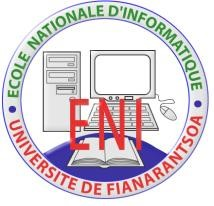 ECOLE NATIONALE D'INFORMATIQUE
ENI
UNIVERSITE DE FIANARANTSOA